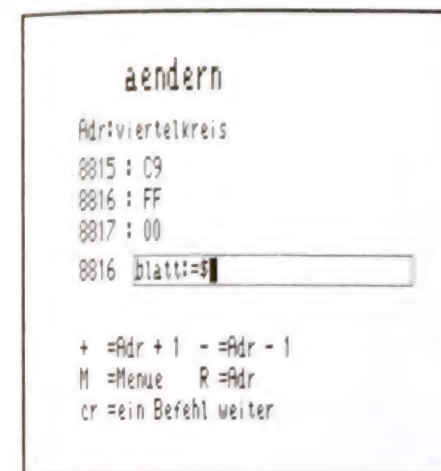 aendern
Adr:viertelkreis
8815 : C9
8816 : FF
8817 : 00
8816 blatt:=$
+ =Adr + 1 - =Adr - 1
M =Menue R =Adr
cr =ein Befehl weiter